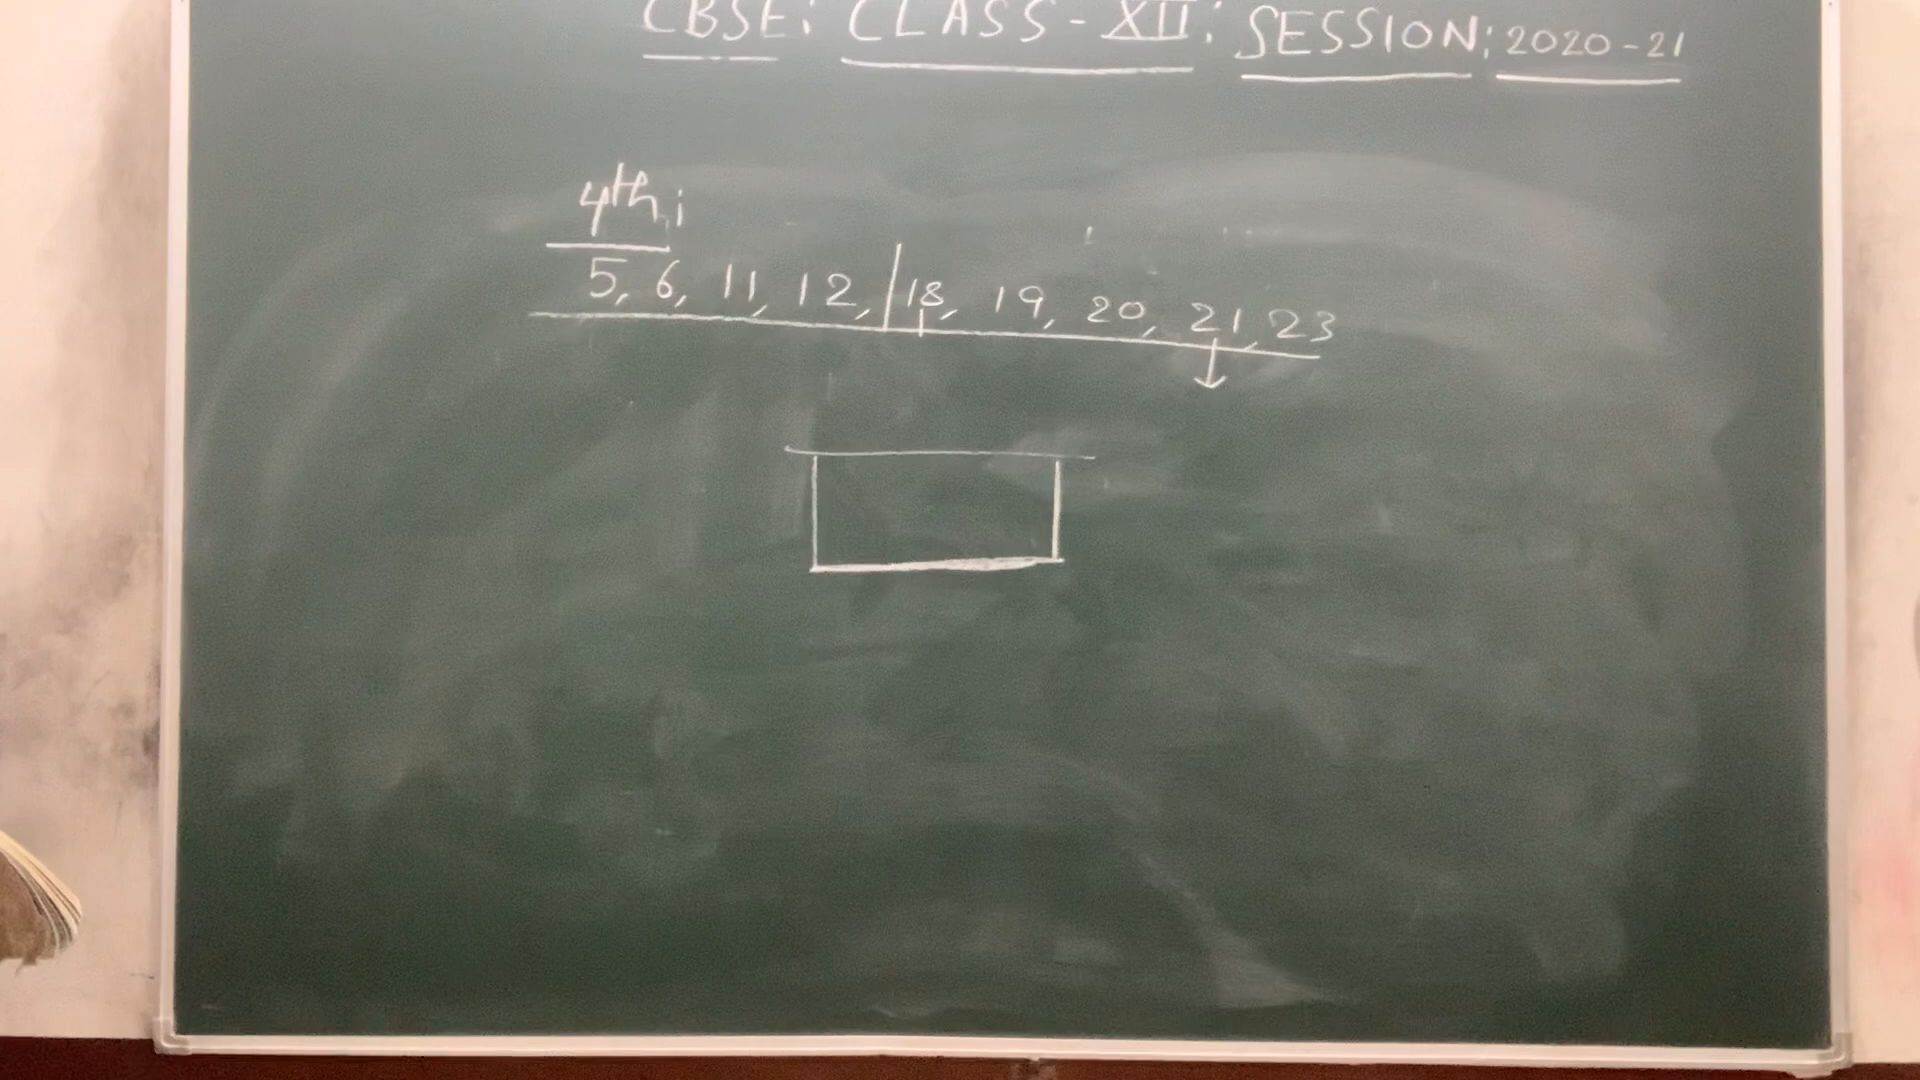 CBSE: CLASS-XII: SESSION: 2020-21
4th:
5, 6, 11, 12, 18, 19, 20, 21, 23